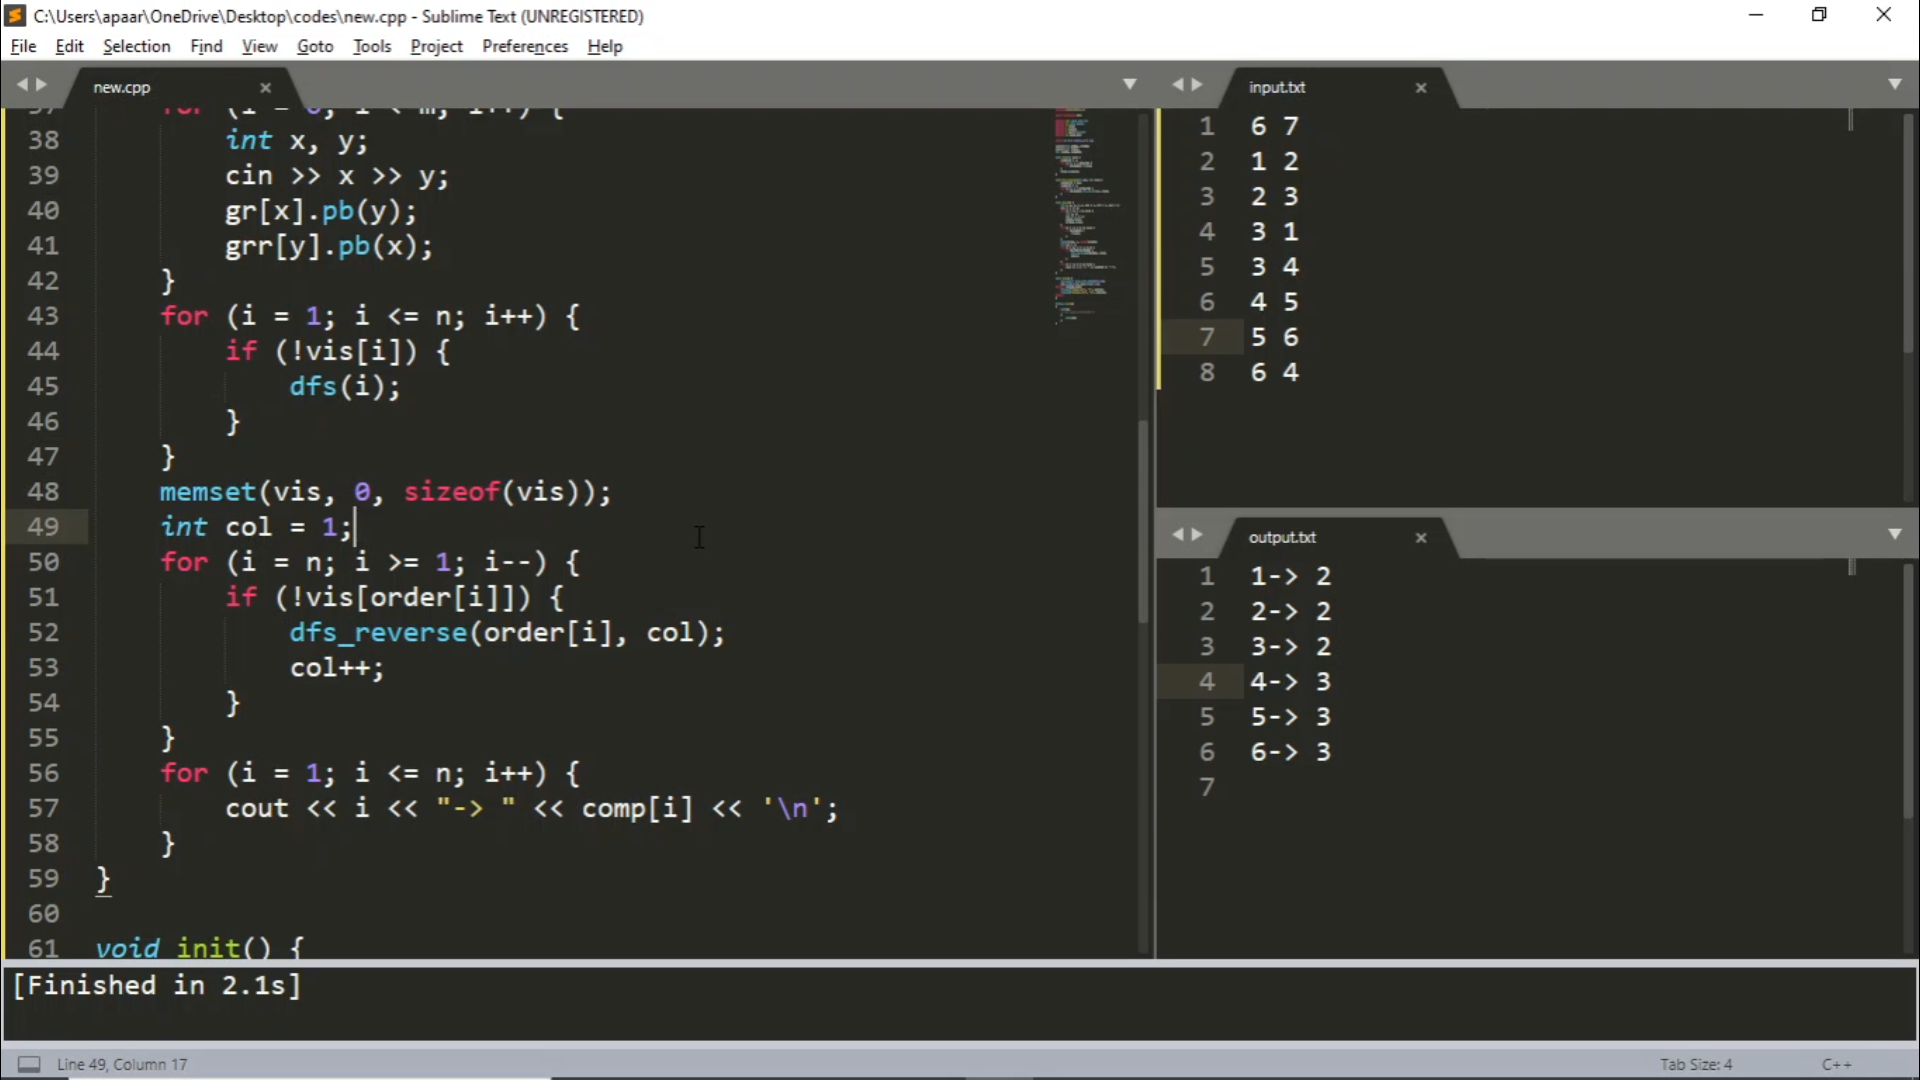 C:\Users\apaar\OneDrive\Desktop\codes\new.cpp - Sublime Text (UNREGISTERED)
File Edit Selection Find View Goto Tools Project Preferences Help
new.cpp
37 for (i = 0; i < m; i++) {
38 int x, y;
39 cin >> x >> y;
40 gr[x].pb(y);
41 grr[y].pb(x);
42 }
43 for (i = 1; i <= n; i++) {
44 if (!vis[i]) {
45 dfs(i);
46 }
47 }
48 memset(vis, 0, sizeof(vis));
49 int col = 1;
50 for (i = n; i >= 1; i--) {
51 if (!vis[order[i]]) {
52 dfs_reverse(order[i], col);
53 col++;
54 }
55 }
56 for (i = 1; i <= n; i++) {
57 cout << i << "-> " << comp[i] << '\n';
58 }
59 }
60
61 void init() {
input.txt
1 6 7
2 1 2
3 2 3
4 3 1
5 3 4
6 4 5
7 5 6
8 6 4
output.txt
1 1-> 2
2 2-> 2
3 3-> 2
4 4-> 3
5 5-> 3
6 6-> 3
7
[Finished in 2.1s]
Line 49, Column 17
Tab Size: 4
C++